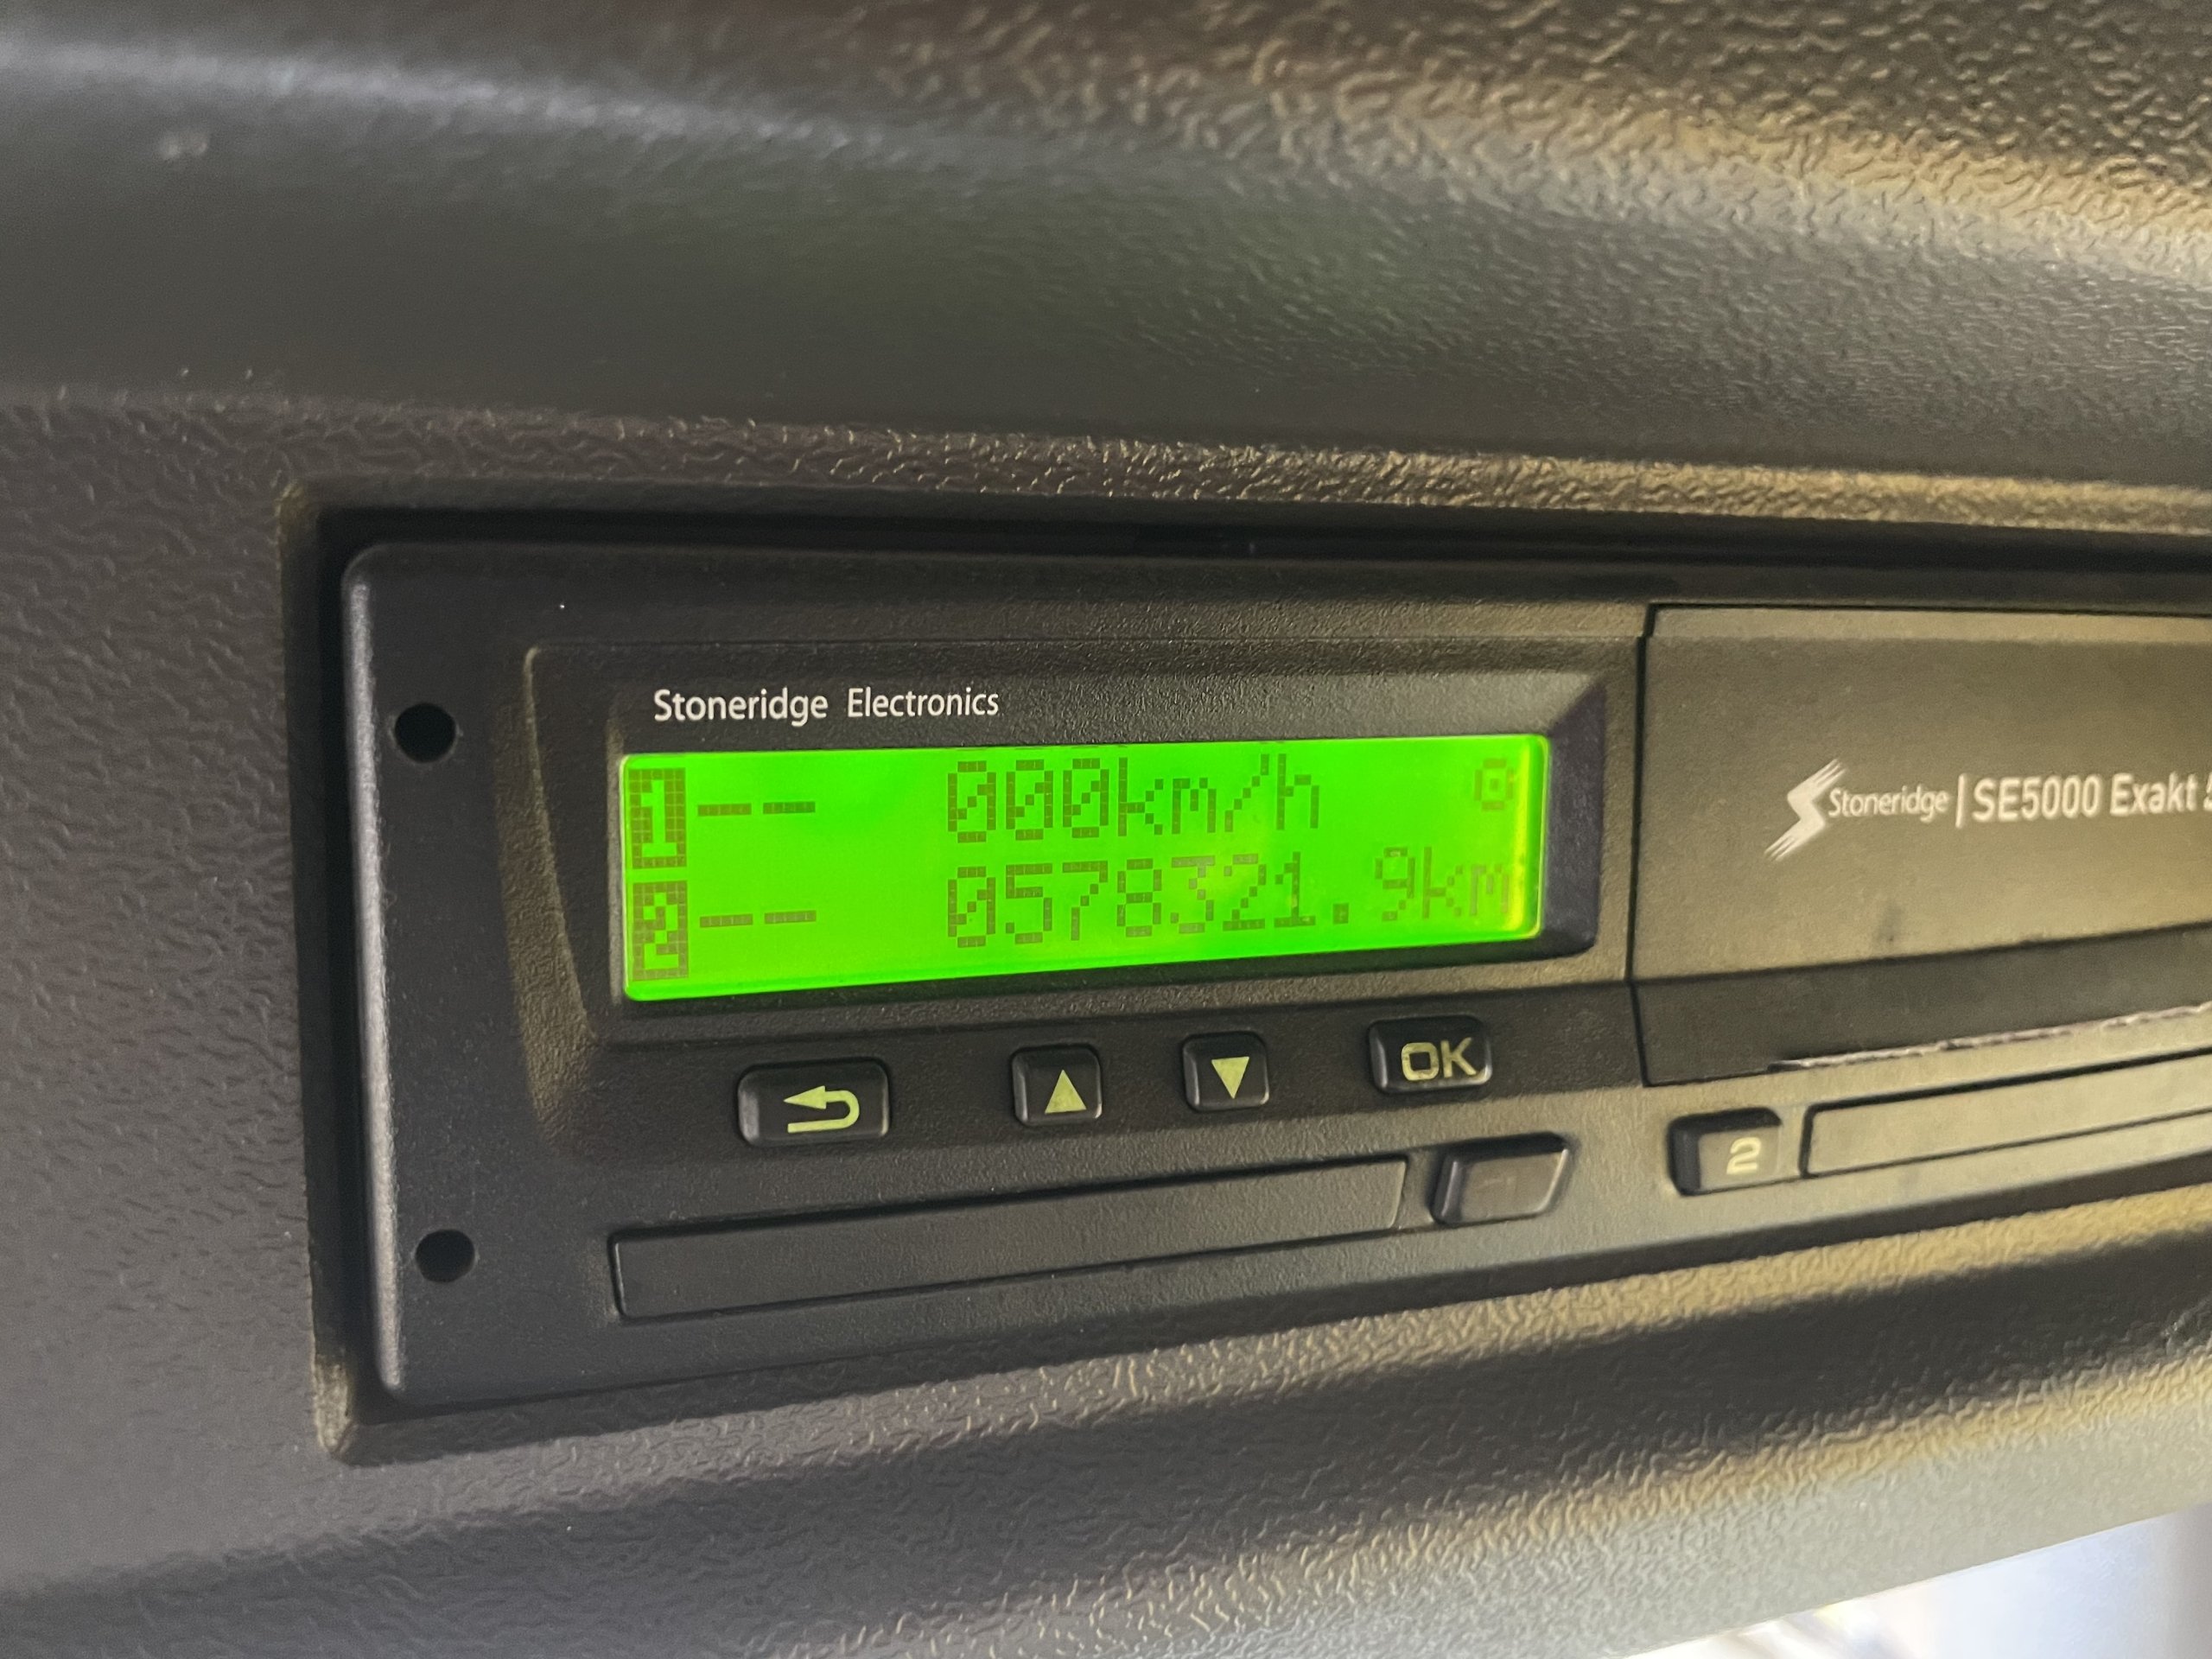 Stoneridge Electronics
1-- 000km/h
2-- 0578321.9km
Stoneridge | SE5000 Exakt
OK
2